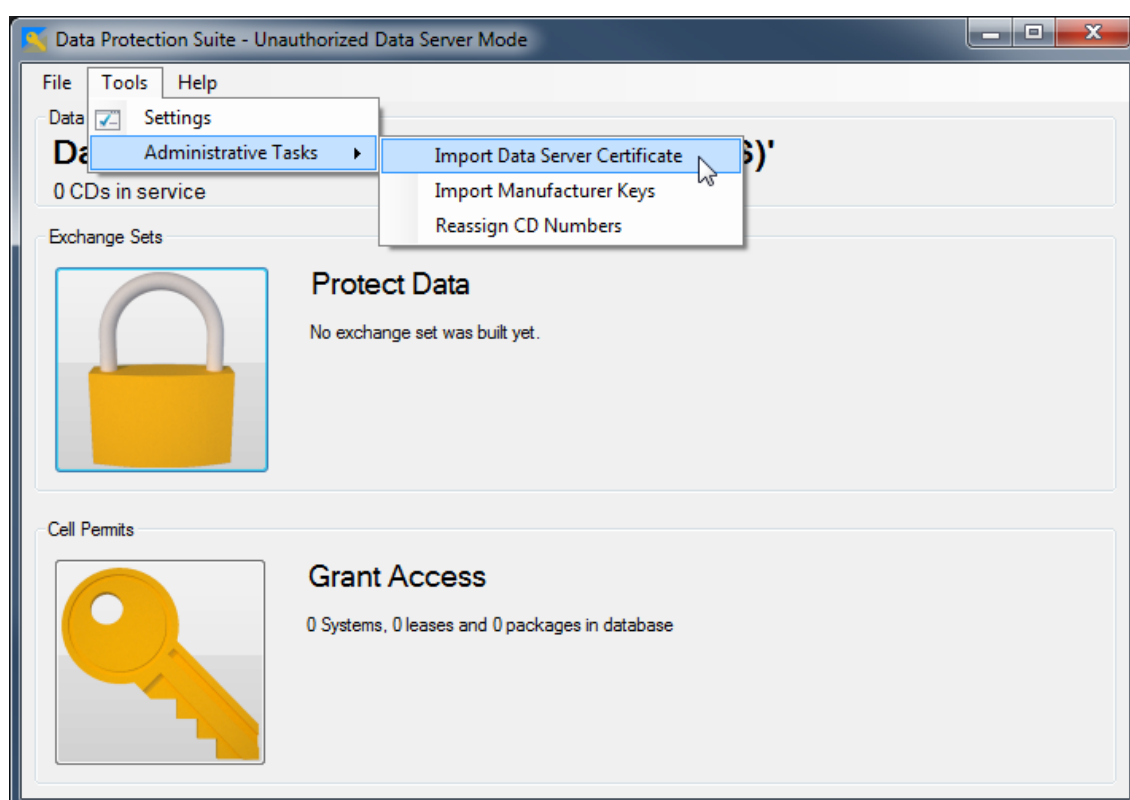 Data Protection Suite - Unauthorized Data Server Mode
File Tools Help
Data
Settings
Administrative Tasks
Import Data Server Certificate
Import Manufacturer Keys
Reassign CD Numbers
0 CDs in service
Exchange Sets
Protect Data
No exchange set was built yet.
Cell Permits
Grant Access
0 Systems, 0 leases and 0 packages in database